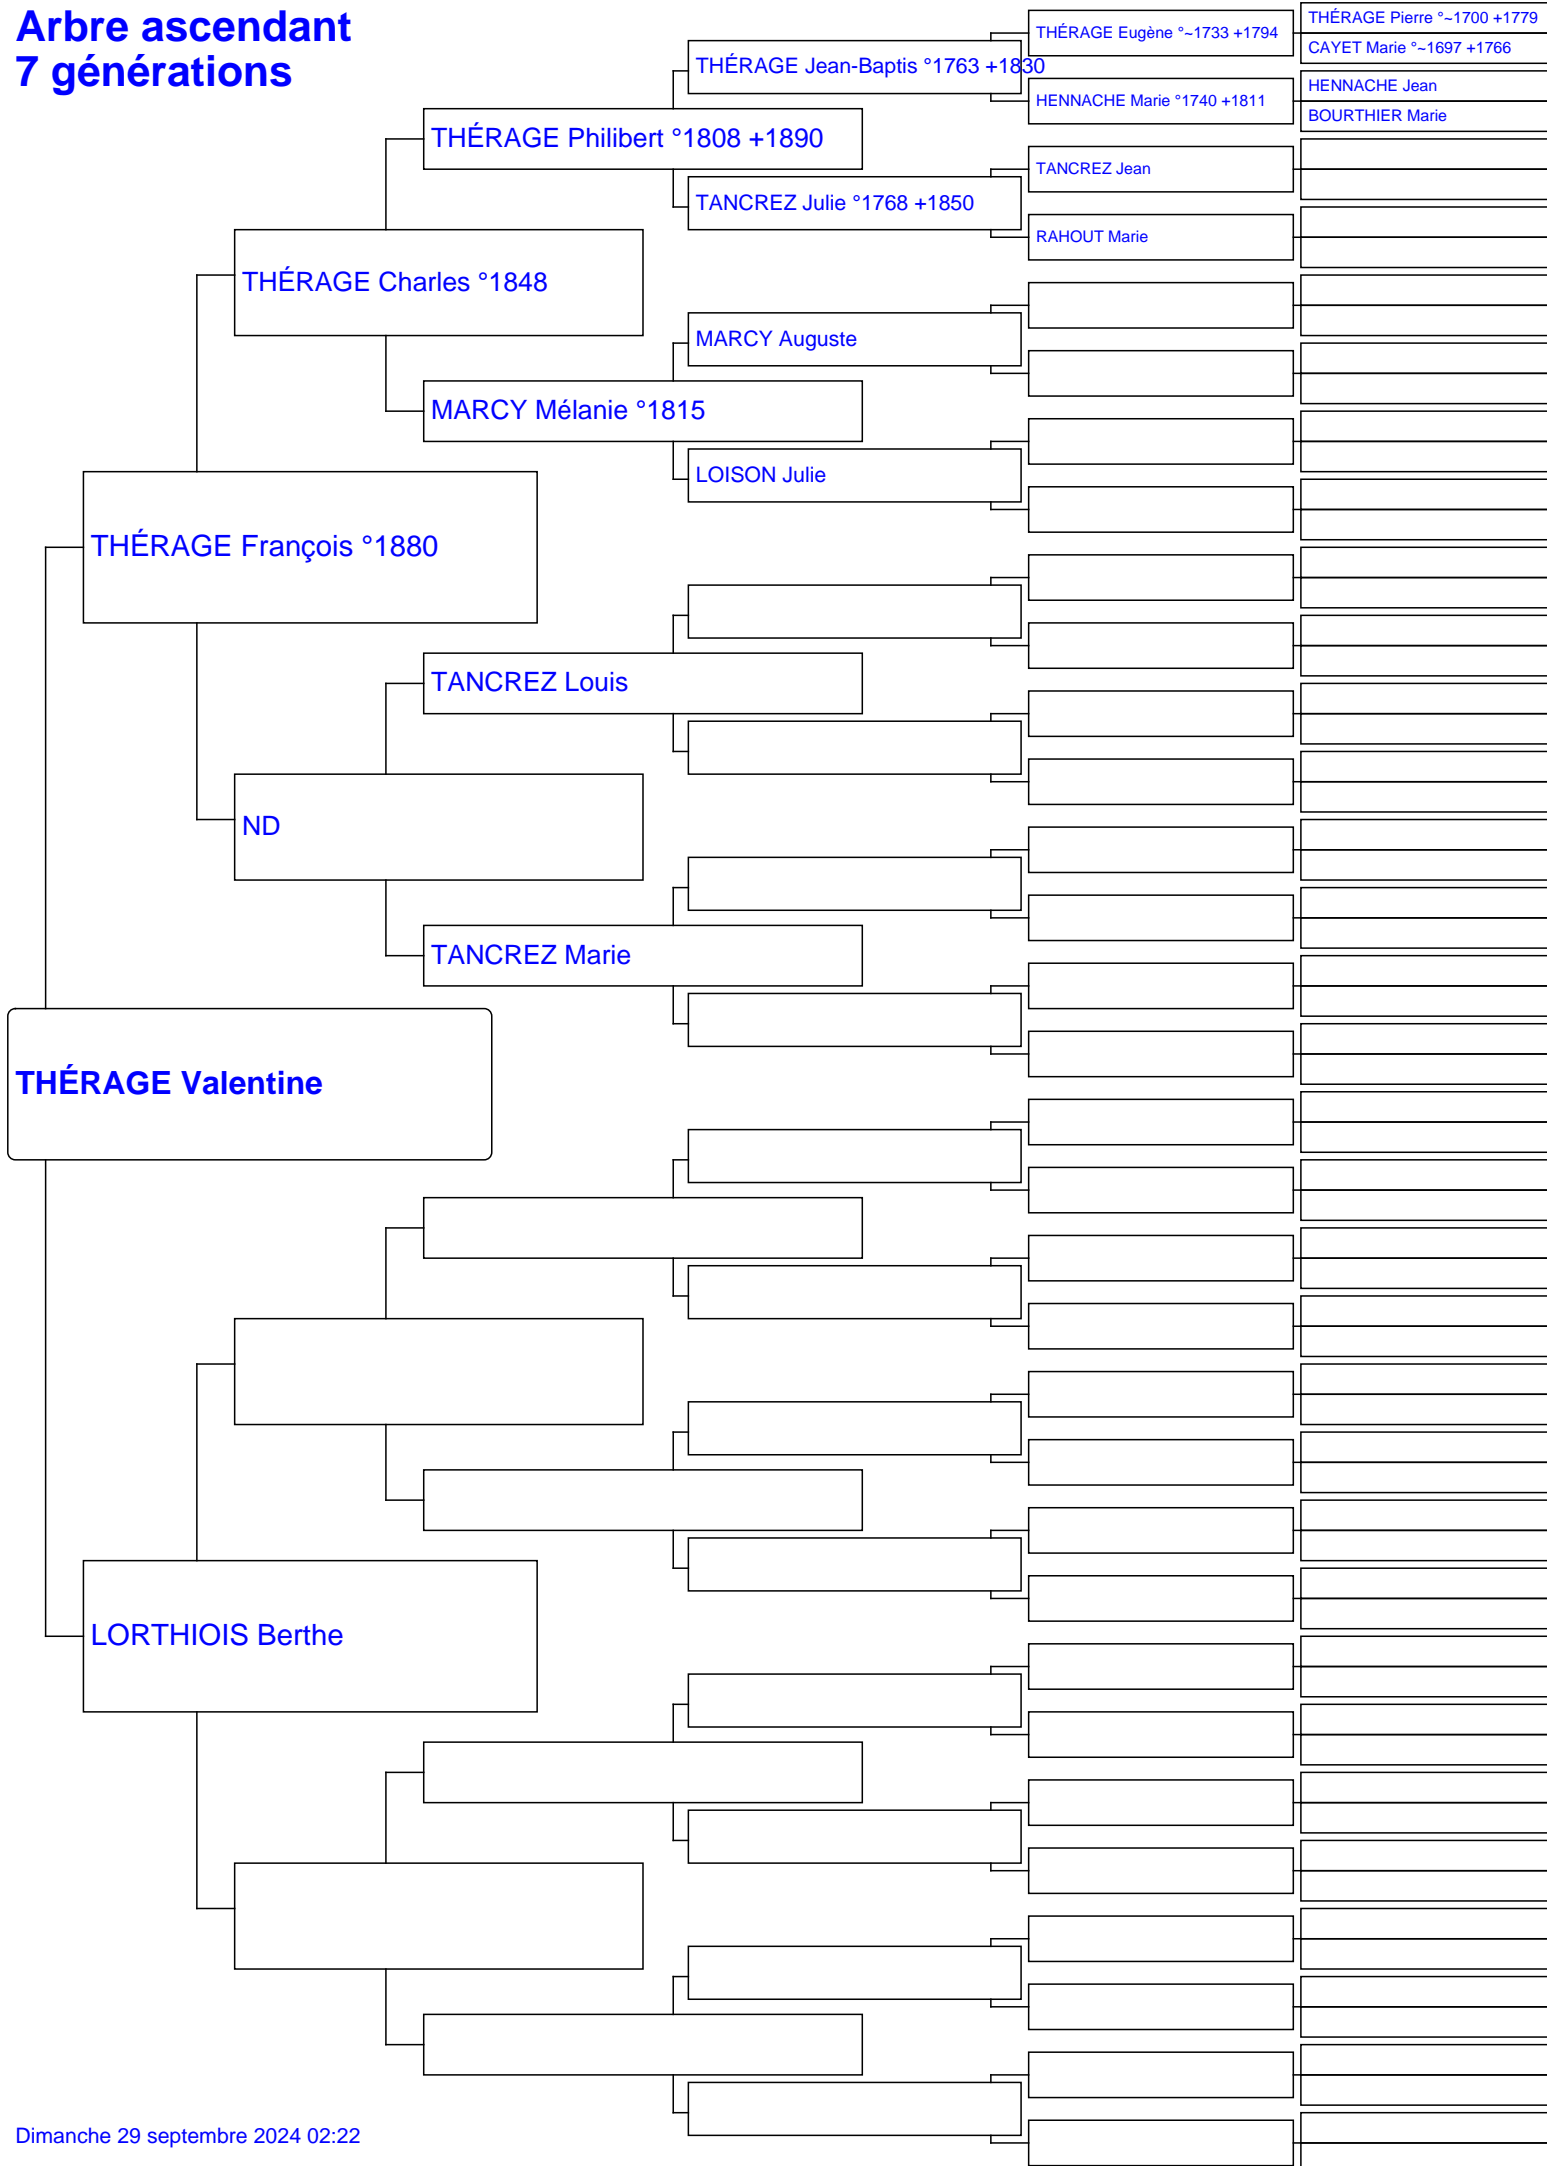 Arbre ascendant
7 générations
THÉRAGE Pierre °~1700 +1779
THÉRAGE Eugène °~1733 +1794
CAYET Marie °~1697 +1766
THÉRAGE Jean-Baptis °1763 +1830
HENNACHE Jean
HENNACHE Marie °1740 +1811
BOURTHIER Marie
THÉRAGE Philibert °1808 +1890
TANCREZ Jean
TANCREZ Julie °1768 +1850
RAHOUT Marie
THÉRAGE Charles °1848
MARCY Auguste
MARCY Mélanie °1815
LOISON Julie
THÉRAGE François °1880
TANCREZ Louis
ND
TANCREZ Marie
THÉRAGE Valentine
LORTHIOIS Berthe
Dimanche 29 septembre 2024 02:22